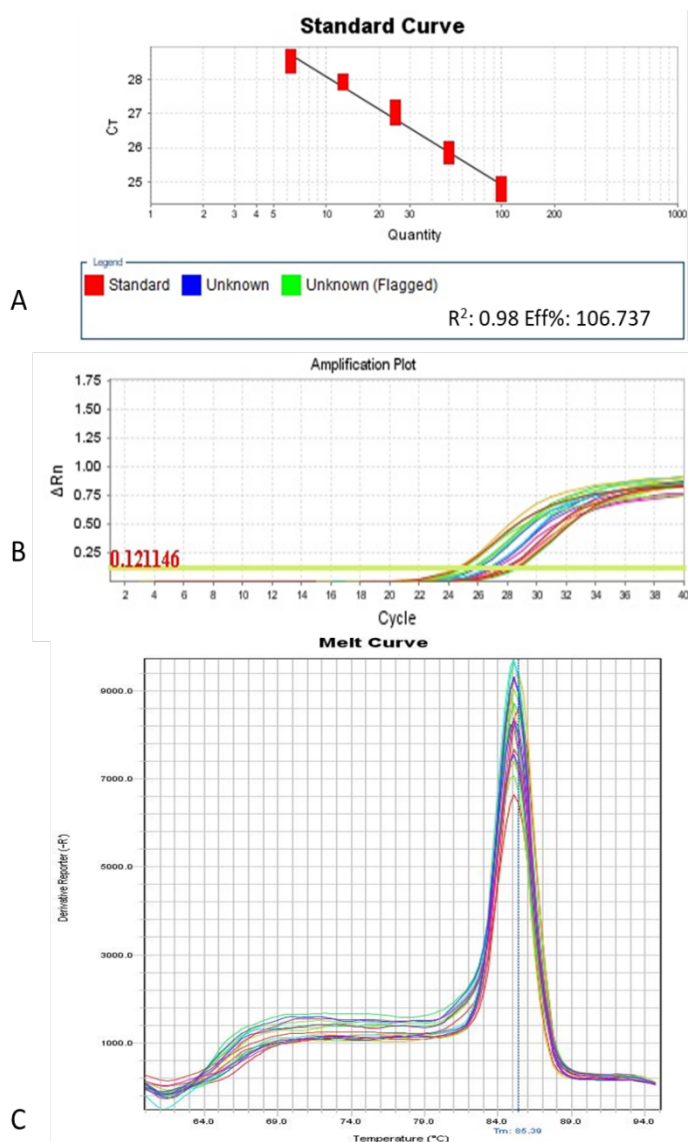 Standard Curve
28
27
26
25
CT
1 2 3 4 5 10 20 30 100 200 1000
Quantity
Legend
Standard Unknown Unknown (Flagged)
A
R²: 0.98 Eff%: 106.737
Amplification Plot
1.75
1.50
1.25
1.00
0.75
0.50
0.25
ΔRn
B
0.121146
2 4 6 8 10 12 14 16 18 20 22 24 26 28 30 32 34 36 38 40
Cycle
Melt Curve
9000.0
7000.0
5000.0
3000.0
1000.0
Derivative Reporter (-R')
64.0 69.0 74.0 79.0 84.0 89.0 94.0
Tm: 85.39
Temperature (°C)
C